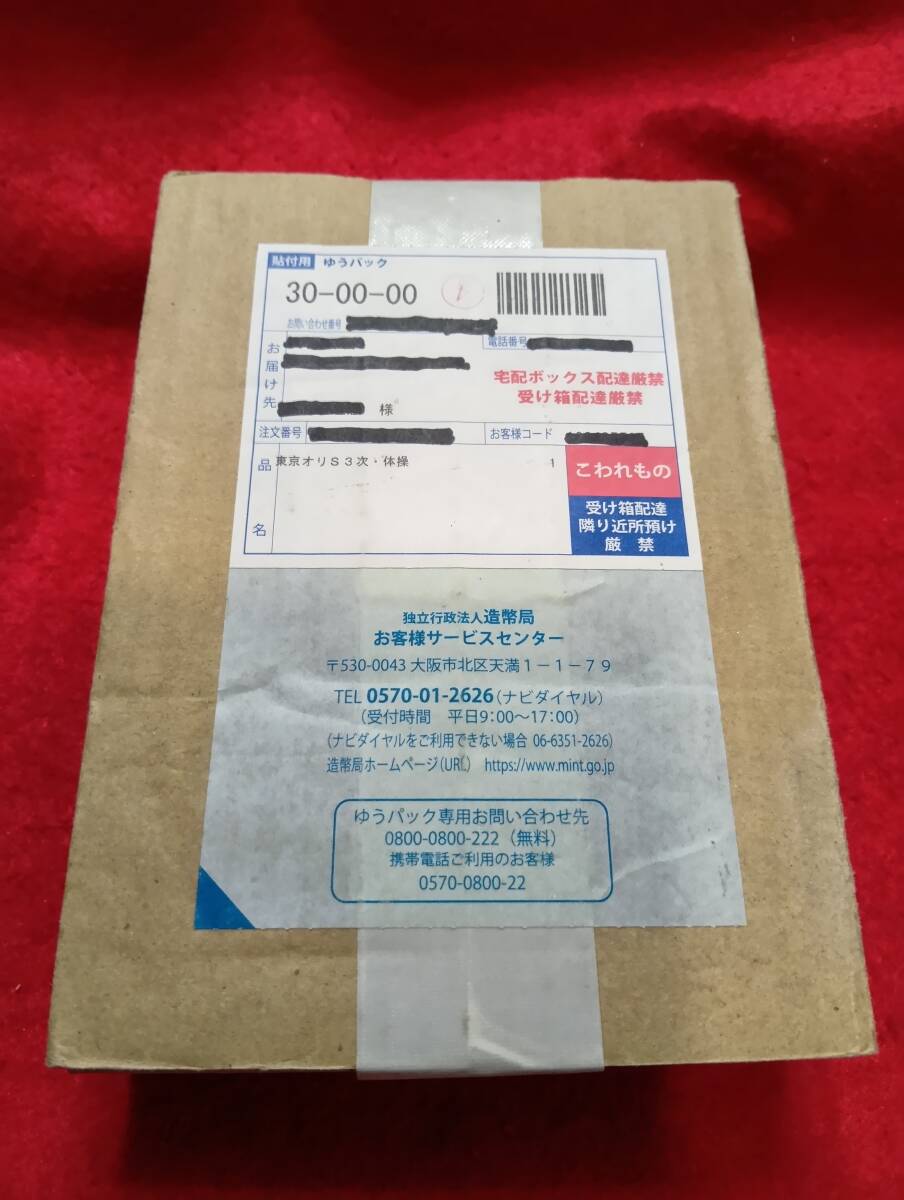 貼付用 ゆうパック
30-00-00 1
お問い合わせ番号
電話番号
お届け先
宅配ボックス配達厳禁
受け箱配達厳禁
様
注文番号 お客様コード
品名
東京オリS3次・体操 1
こわれもの
受け箱配達
隣り近所預け
厳 禁
独立行政法人造幣局
お客様サービスセンター
〒530-0043 大阪市北区天満1-1-79
TEL 0570-01-2626(ナビダイヤル)
(受付時間 平日9:00〜17:00)
(ナビダイヤルをご利用できない場合 06-6351-2626)
造幣局ホームページ(URL) https://www.mint.go.jp
ゆうパック専用お問い合わせ先
0800-0800-222(無料)
携帯電話ご利用のお客様
0570-0800-22